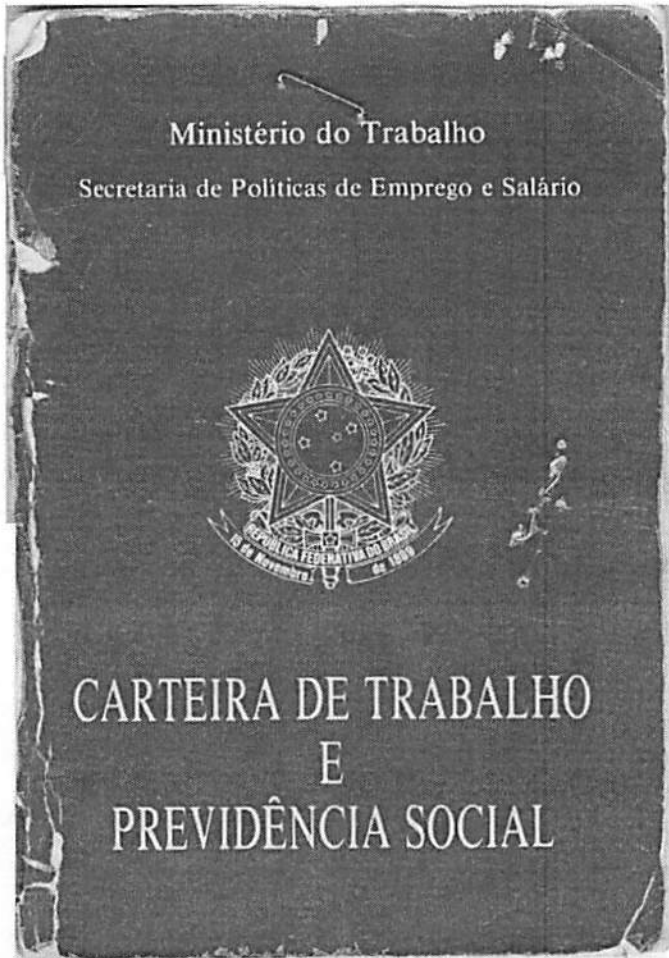 Ministério do Trabalho
Secretaria de Políticas de Emprego e Salário
REPÚBLICA FEDERATIVA DO BRASIL
15 de Novembro de 1889
CARTEIRA DE TRABALHO
E
PREVIDÊNCIA SOCIAL